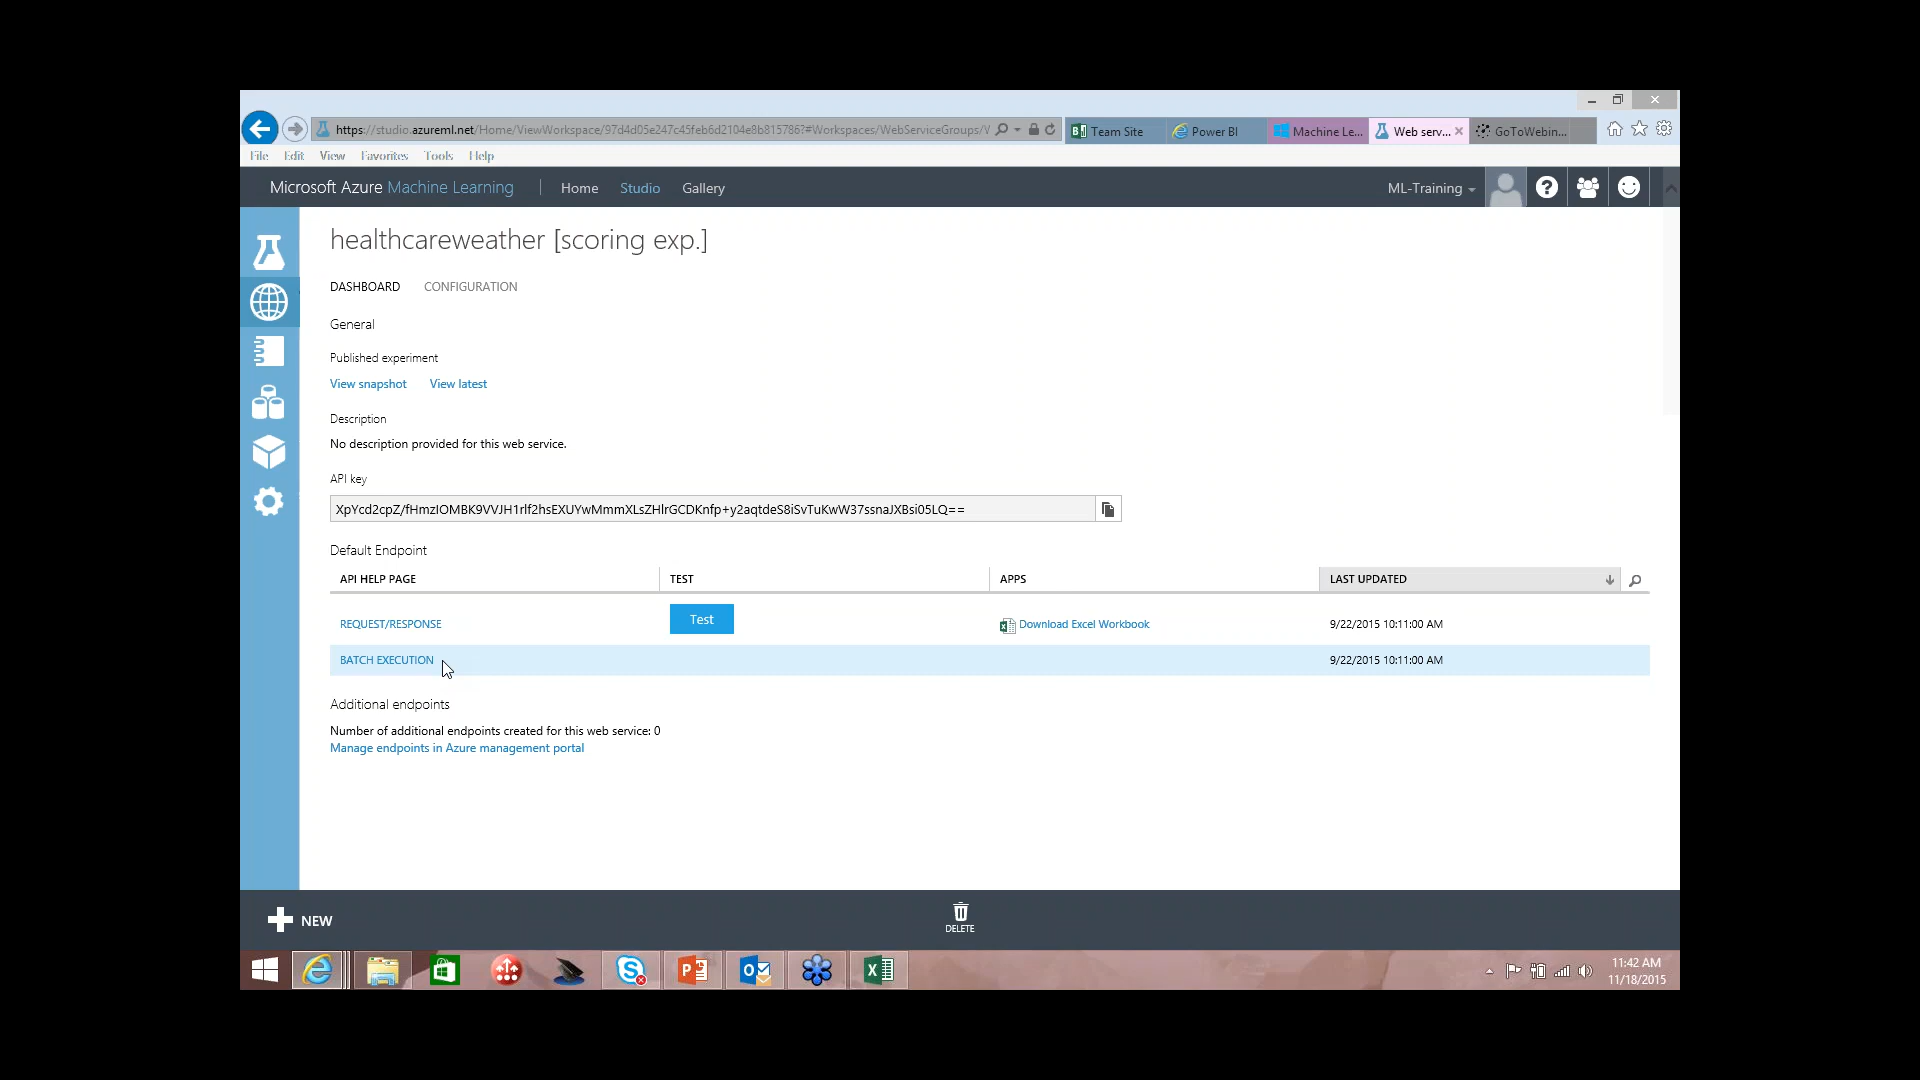 https://studio.azureml.net/Home/ViewWorkspace/97d4d05e247c45feb6d2104e8b815786?#Workspaces/WebServiceGroups/V
Team Site
Power BI
Machine Le...
Web serv...
GoToWebin...
File Edit View Favorites Tools Help
Microsoft Azure Machine Learning
Home Studio Gallery
ML-Training
healthcareweather [scoring exp.]
DASHBOARD CONFIGURATION
General
Published experiment
View snapshot View latest
Description
No description provided for this web service.
API key
XpYcd2cpZ/fHmzIOMBK9VVJH1rlf2hsEXUYwMmmXLsZHlrGCDKnfp+y2aqtdeS8iSvTuKwW37ssnaJXBsi05LQ==
Default Endpoint
API HELP PAGE TEST APPS LAST UPDATED
REQUEST/RESPONSE Test Download Excel Workbook 9/22/2015 10:11:00 AM
BATCH EXECUTION 9/22/2015 10:11:00 AM
Additional endpoints
Number of additional endpoints created for this web service: 0
Manage endpoints in Azure management portal
NEW
DELETE
11:42 AM
11/18/2015